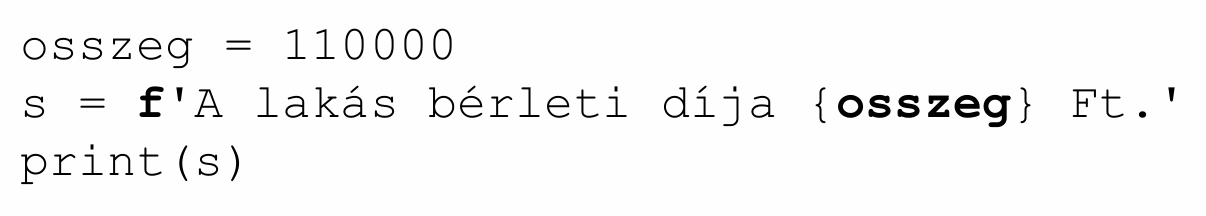 osszeg = 110000
s = f'A lakás bérleti díja {osszeg} Ft.'
print(s)